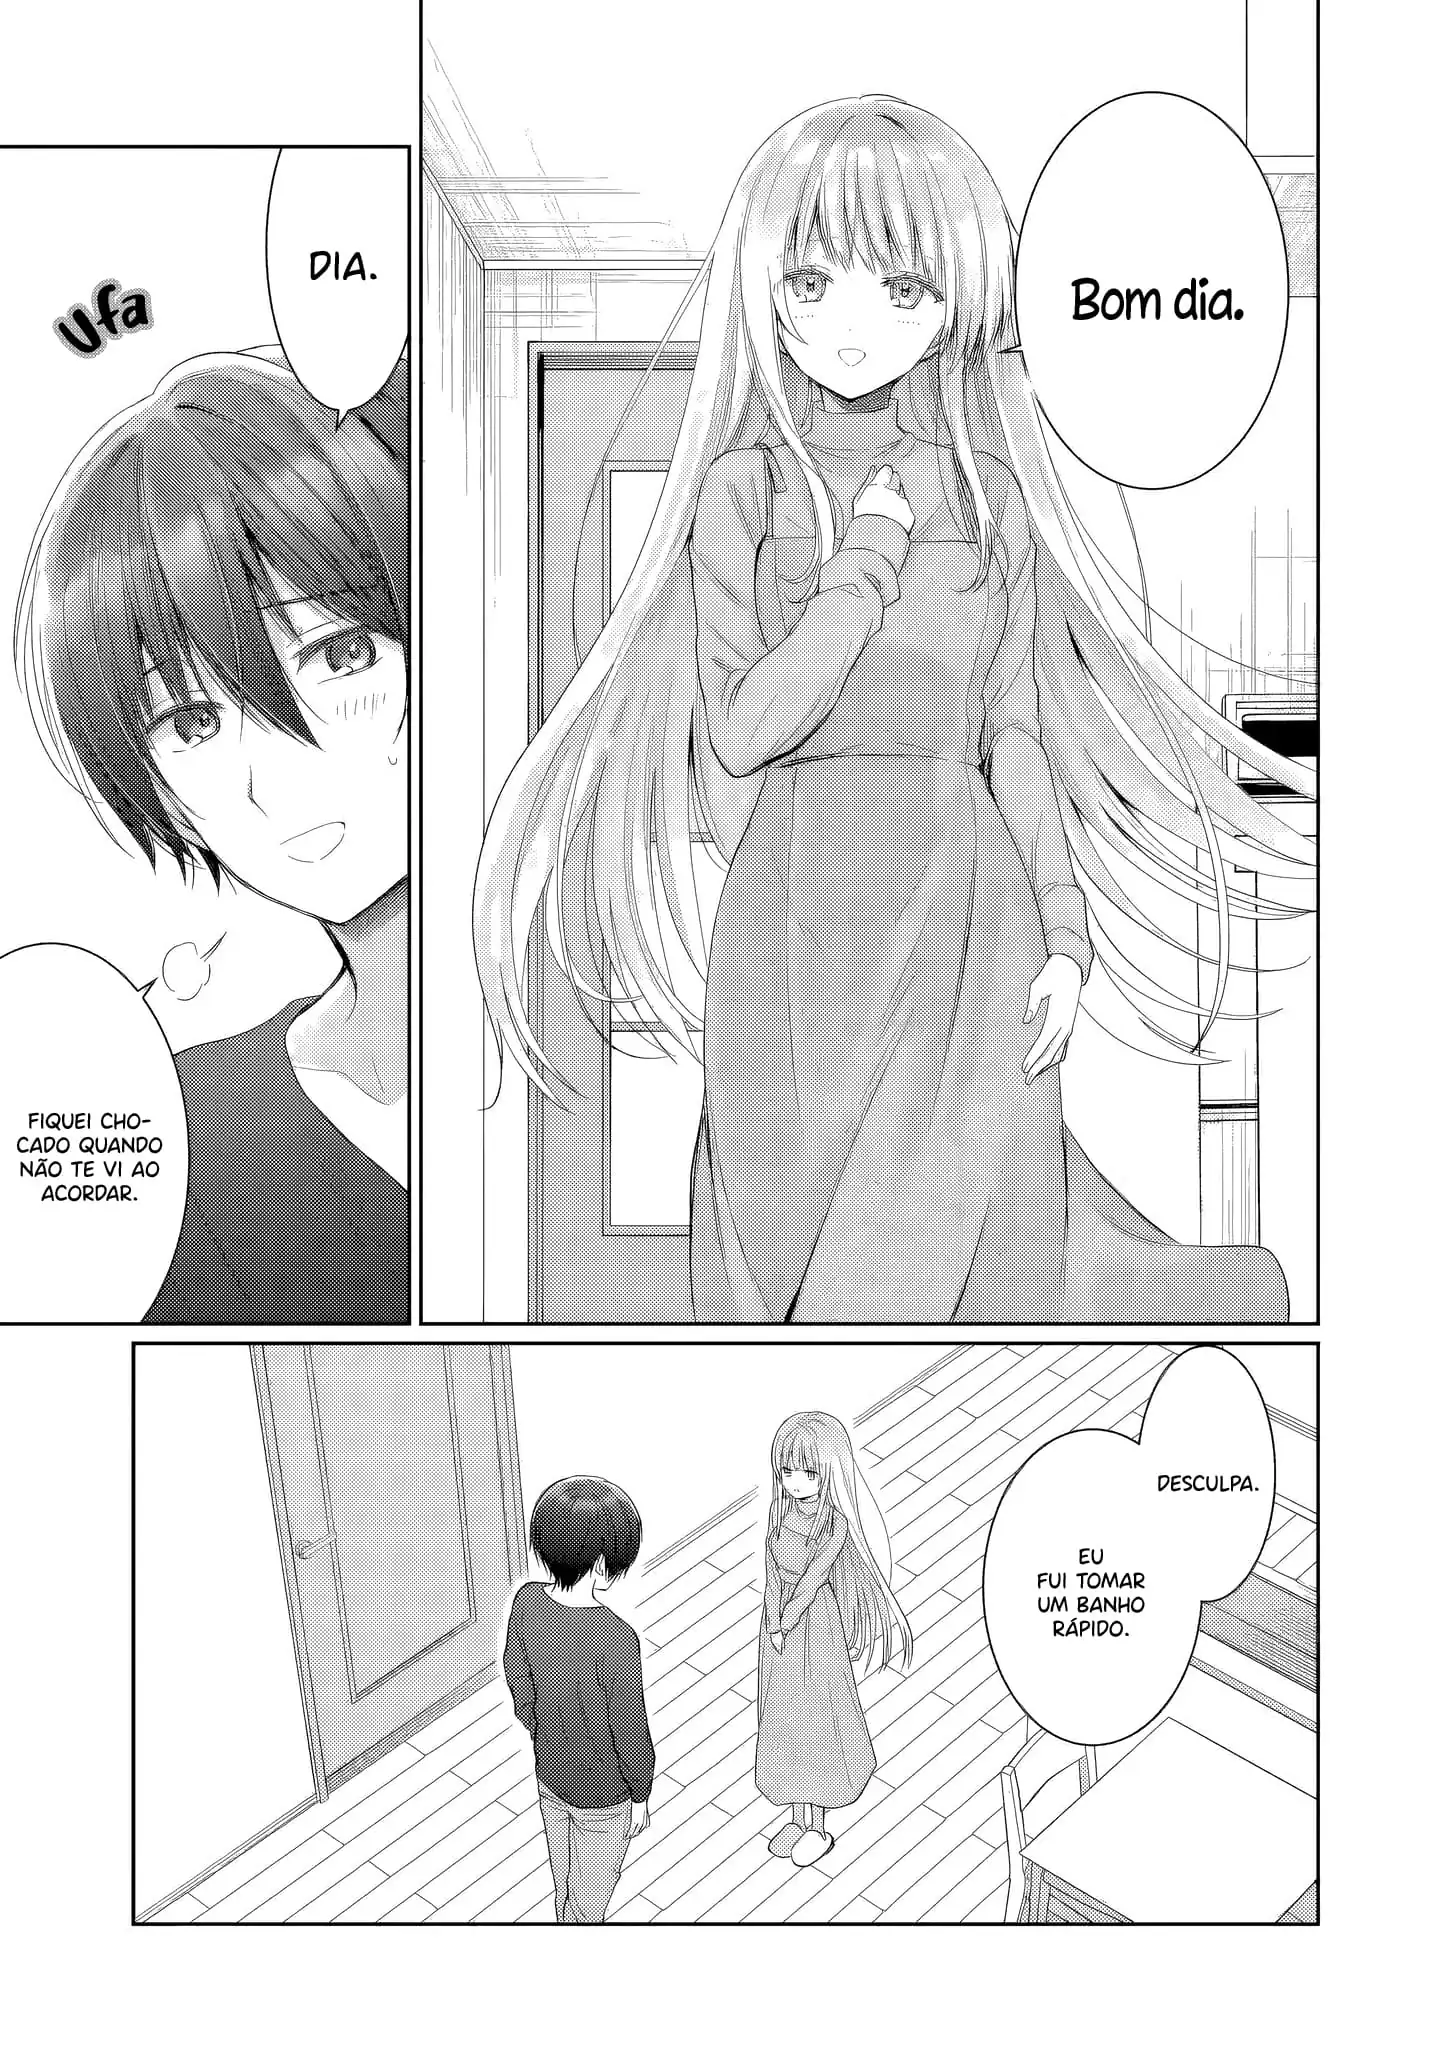 Bom dia.
DIA.
Ufa
FIQUEI CHO-
CADO QUANDO
NÃO TE VI AO
ACORDAR.
DESCULPA.
EU
FUI TOMAR
UM BANHO
RÁPIDO.